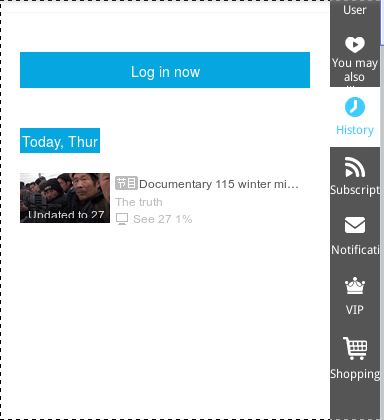 User
You may
also
Log in now
History
Today, Thur
节目 Documentary 115 winter mi...
Updated to 27
The truth
See 27 1%
Subscript
Notificati
VIP
Shopping